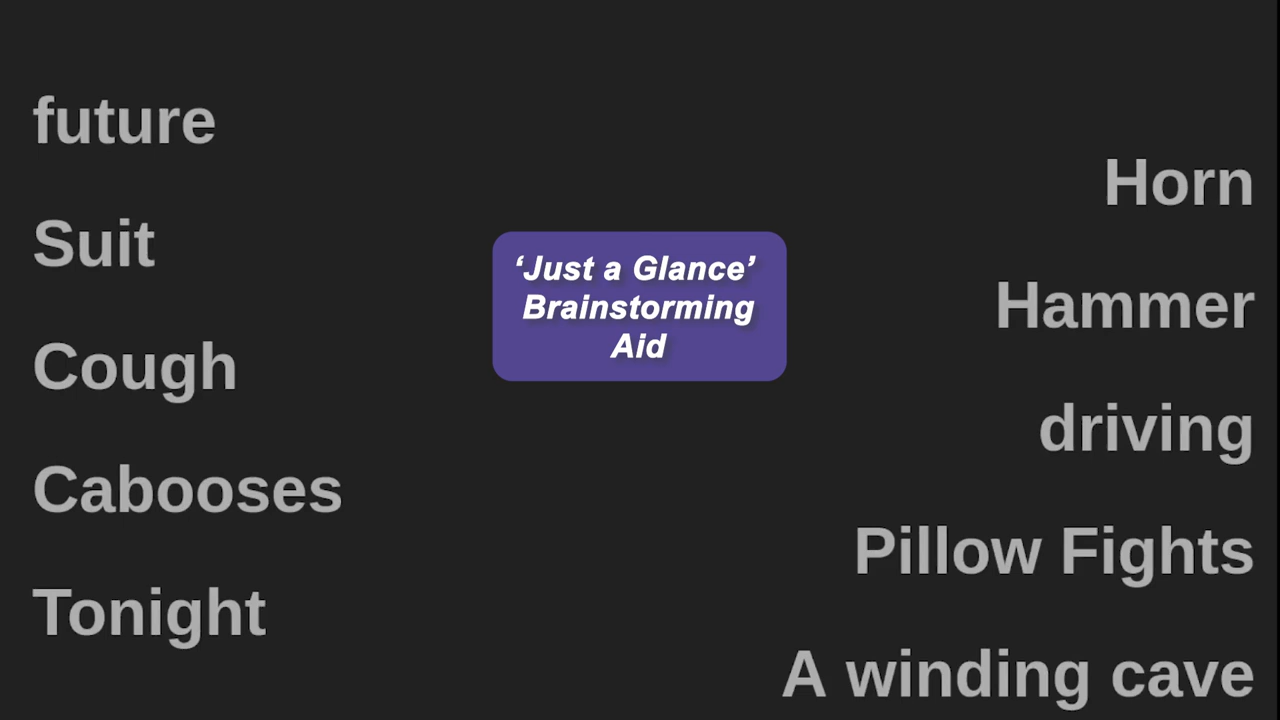 future
Suit
Cough
Cabooses
Tonight
‘Just a Glance’
Brainstorming
Aid
Horn
Hammer
driving
Pillow Fights
A winding cave